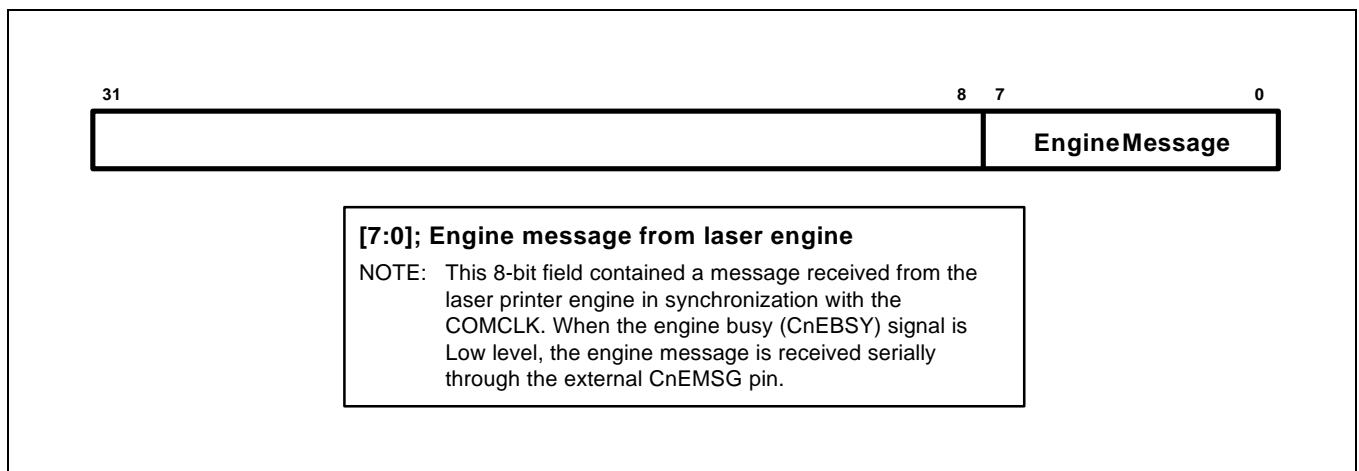 31 8 7 0
EngineMessage
[7:0]; Engine message from laser engine
NOTE: This 8-bit field contained a message received from the
laser printer engine in synchronization with the
COMCLK. When the engine busy (CnEBSY) signal is
Low level, the engine message is received serially
through the external CnEMSG pin.